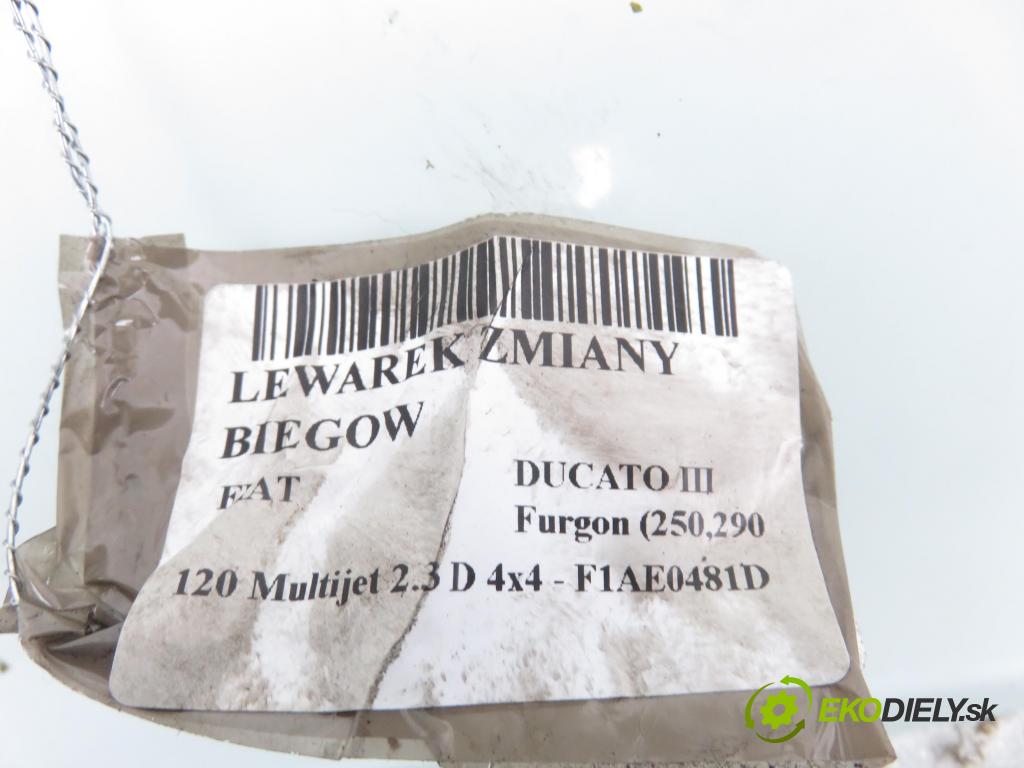 LEWAREK ZMIANY
BIEGOW
FIAT
DUCATO III
Furgon (250,290
120 Multijet 2.3 D 4x4 - F1AE0481D
EKODIELY.sk